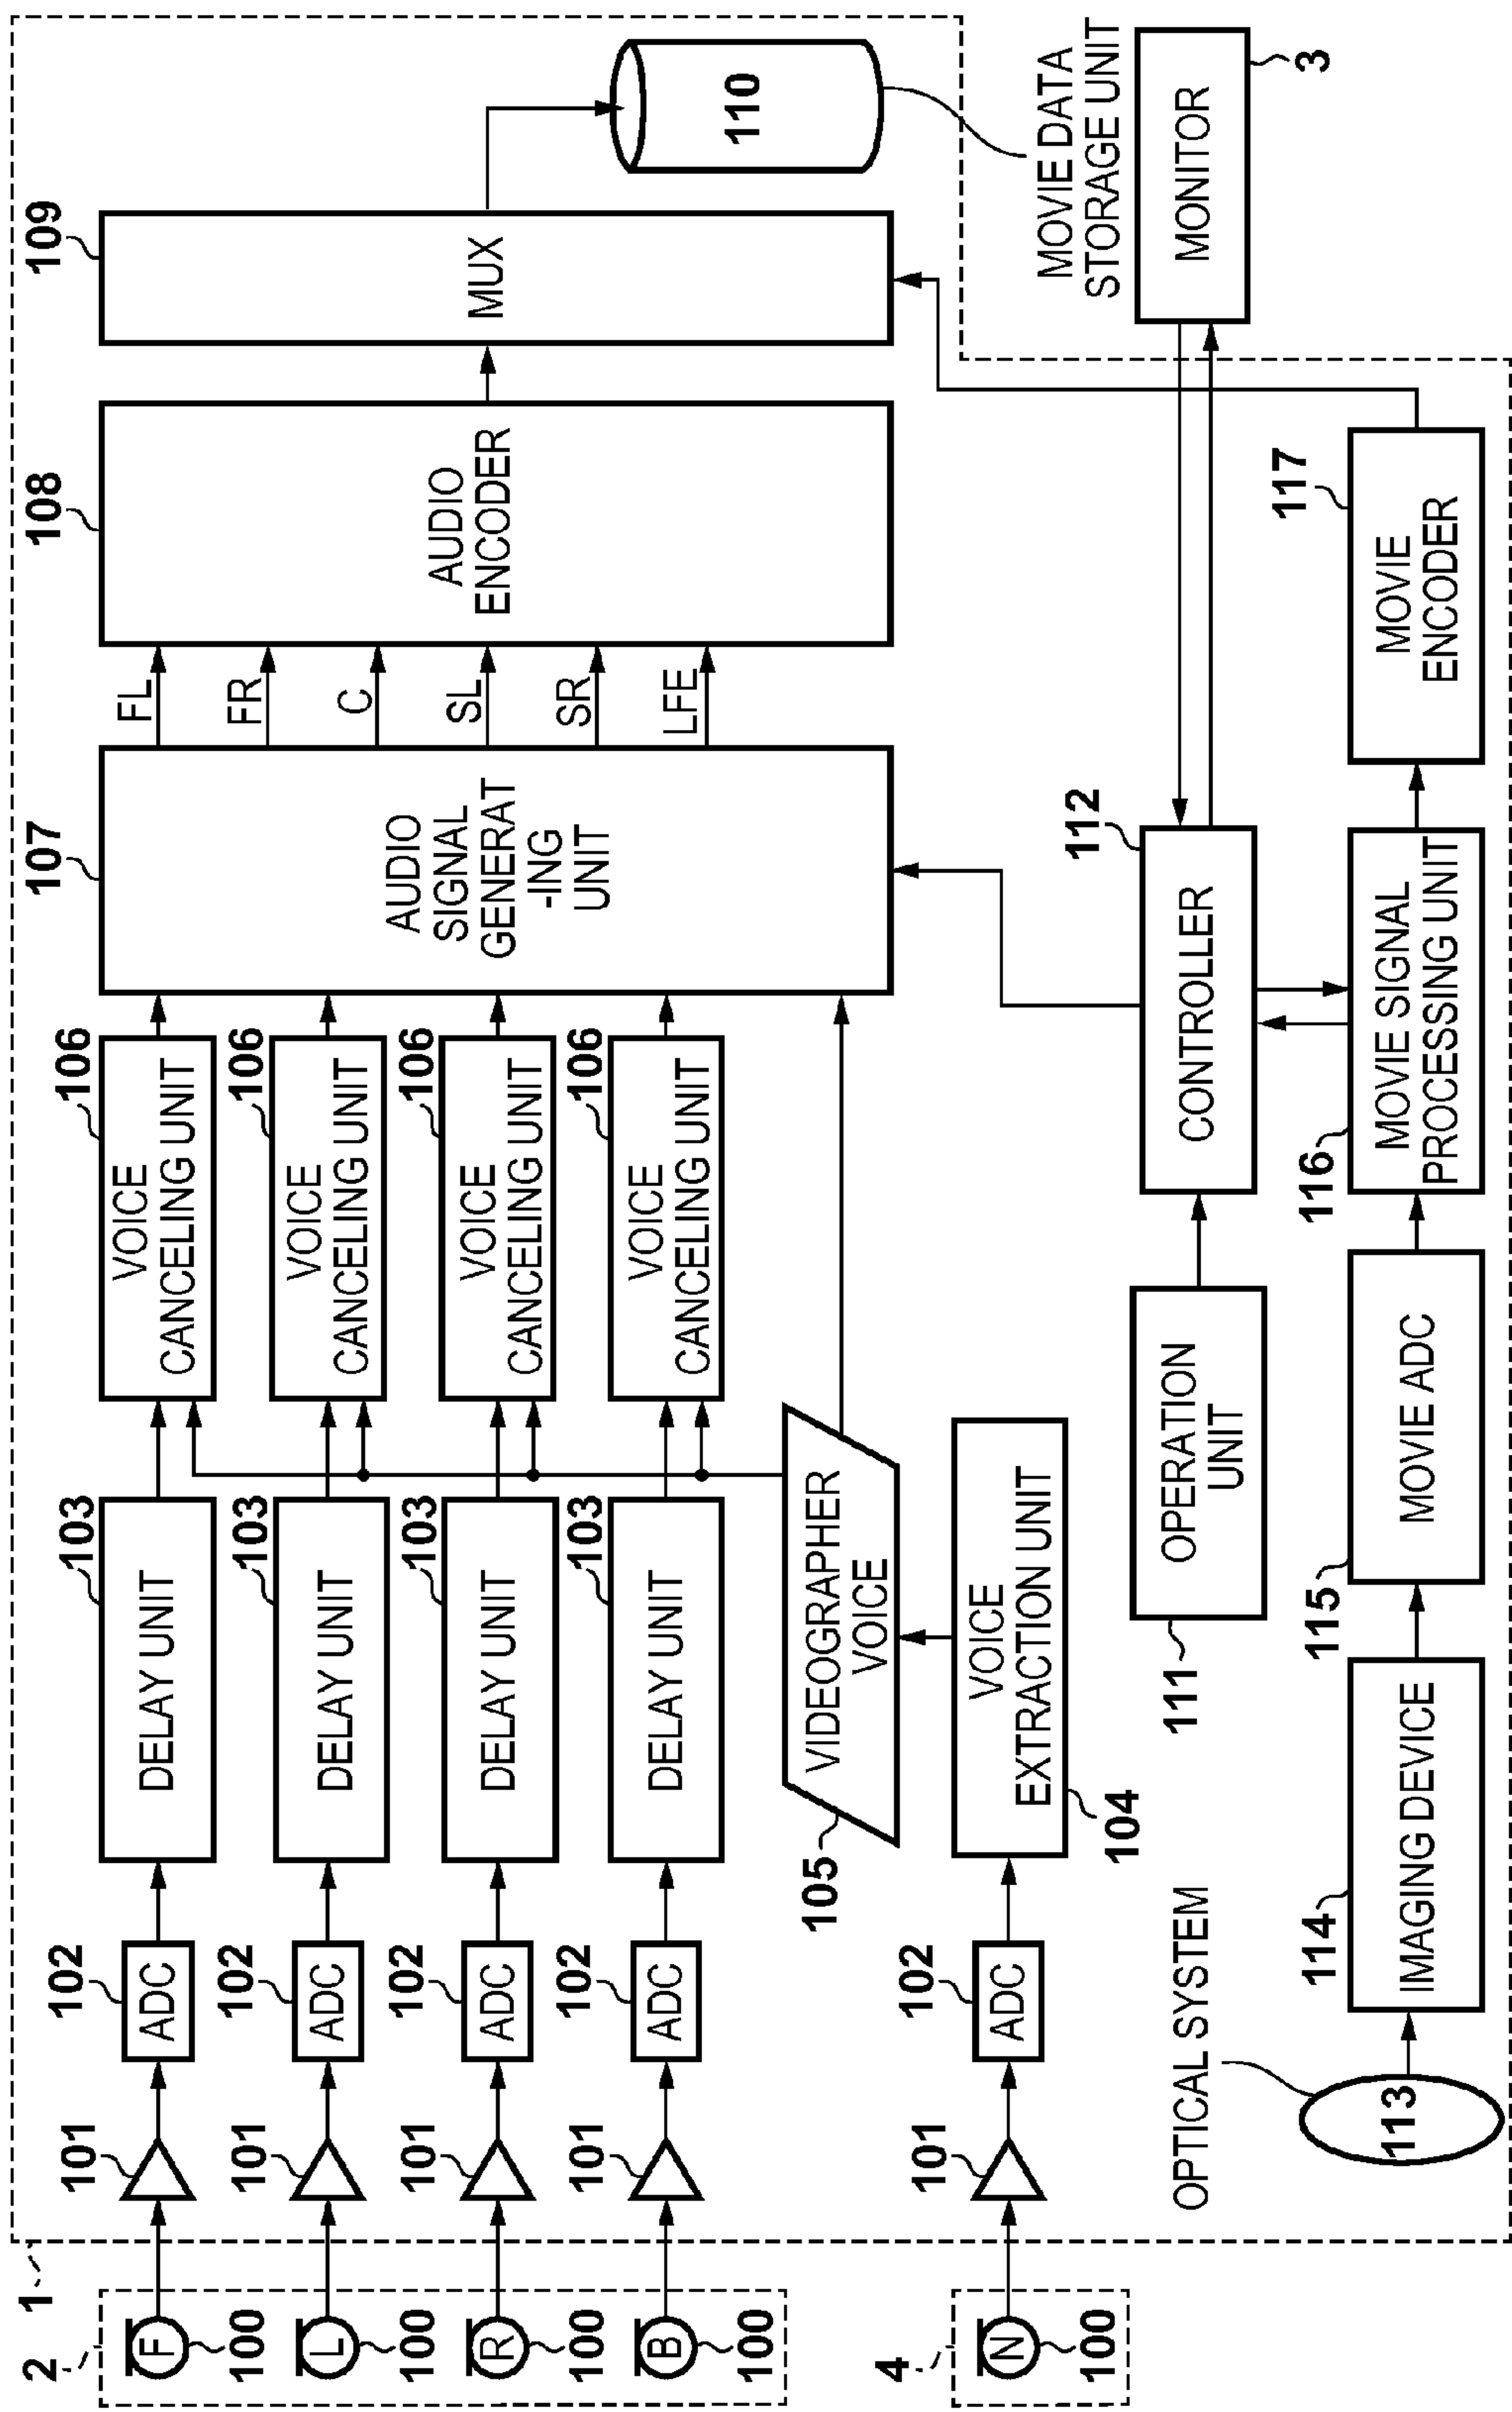 1
2
F
100
L
100
R
100
B
100
4
N
100
101
101
101
101
101
102
ADC
102
ADC
102
ADC
102
ADC
102
ADC
103
DELAY UNIT
103
DELAY UNIT
103
DELAY UNIT
103
DELAY UNIT
105
VIDEOGRAPHER
VOICE
VOICE
EXTRACTION UNIT
104
106
VOICE
CANCELING UNIT
106
VOICE
CANCELING UNIT
106
VOICE
CANCELING UNIT
106
VOICE
CANCELING UNIT
107
AUDIO
SIGNAL
GENERAT
-ING
UNIT
FL
FR
C
SL
SR
LFE
108
AUDIO
ENCODER
109
MUX
110
MOVIE DATA
STORAGE UNIT
MONITOR
3
111
OPERATION
UNIT
112
CONTROLLER
OPTICAL SYSTEM
113
114
IMAGING DEVICE
115
MOVIE ADC
116
MOVIE SIGNAL
PROCESSING UNIT
117
MOVIE
ENCODER